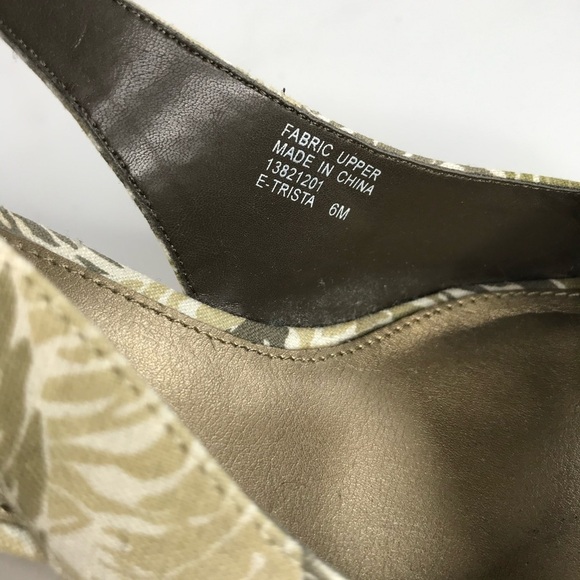 FABRIC UPPER
MADE IN CHINA
13821201
E-TRISTA 6M